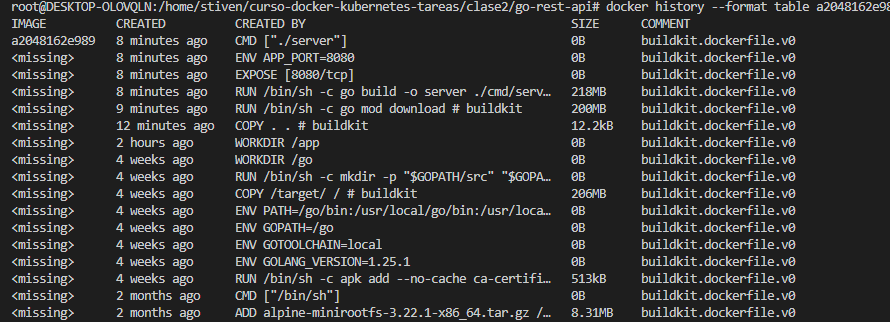 root@DESKTOP-OLOVQLN:/home/stiven/curso-docker-kubernetes-tareas/clase2/go-rest-api# docker history --format table a2048162e98
IMAGE CREATED CREATED BY SIZE COMMENT
a2048162e989 8 minutes ago CMD ["./server"] 0B buildkit.dockerfile.v0
<missing> 8 minutes ago ENV APP_PORT=8080 0B buildkit.dockerfile.v0
<missing> 8 minutes ago EXPOSE [8080/tcp] 0B buildkit.dockerfile.v0
<missing> 8 minutes ago RUN /bin/sh -c go build -o server ./cmd/serv… 218MB buildkit.dockerfile.v0
<missing> 9 minutes ago RUN /bin/sh -c go mod download # buildkit 200MB buildkit.dockerfile.v0
<missing> 12 minutes ago COPY . . # buildkit 12.2kB buildkit.dockerfile.v0
<missing> 2 hours ago WORKDIR /app 0B buildkit.dockerfile.v0
<missing> 4 weeks ago WORKDIR /go 0B buildkit.dockerfile.v0
<missing> 4 weeks ago RUN /bin/sh -c mkdir -p "$GOPATH/src" "$GOPA… 0B buildkit.dockerfile.v0
<missing> 4 weeks ago COPY /target/ / # buildkit 206MB buildkit.dockerfile.v0
<missing> 4 weeks ago ENV PATH=/go/bin:/usr/local/go/bin:/usr/loca… 0B buildkit.dockerfile.v0
<missing> 4 weeks ago ENV GOPATH=/go 0B buildkit.dockerfile.v0
<missing> 4 weeks ago ENV GOTOOLCHAIN=local 0B buildkit.dockerfile.v0
<missing> 4 weeks ago ENV GOLANG_VERSION=1.25.1 0B buildkit.dockerfile.v0
<missing> 4 weeks ago RUN /bin/sh -c apk add --no-cache ca-certifi… 513kB buildkit.dockerfile.v0
<missing> 2 months ago CMD ["/bin/sh"] 0B buildkit.dockerfile.v0
<missing> 2 months ago ADD alpine-minirootfs-3.22.1-x86_64.tar.gz /… 8.31MB buildkit.dockerfile.v0